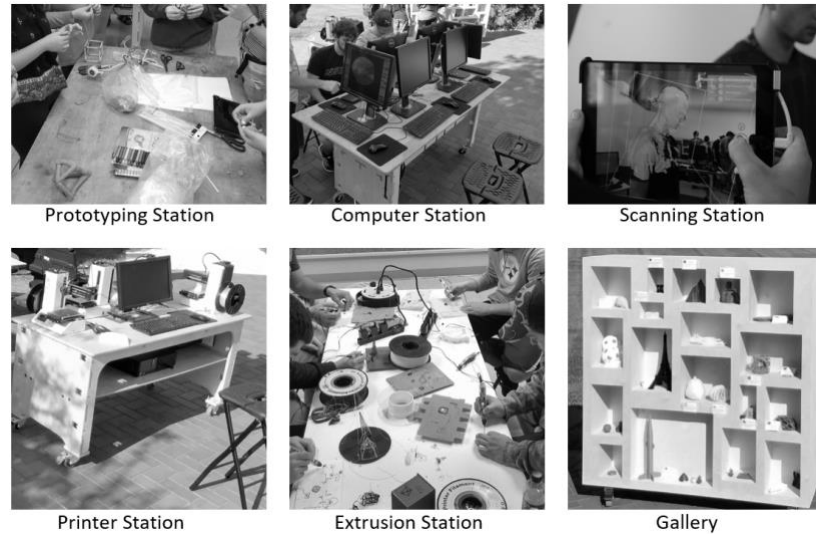 Prototyping Station
Computer Station
Scanning Station
Printer Station
Extrusion Station
Gallery